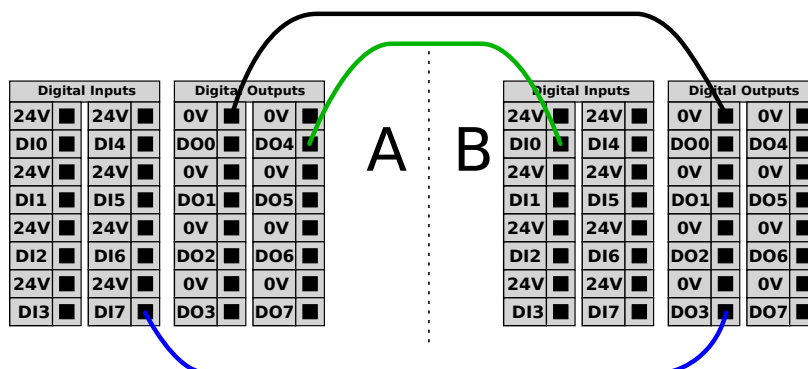 Digital Inputs Digital Outputs Digital Inputs Digital Outputs
24V 24V 0V 0V 24V 24V 0V 0V
DI0 DI4 DO0 DO4 A B DI0 DI4 DO0 DO4
24V 24V 0V 0V 24V 24V 0V 0V
DI1 DI5 DO1 DO5 DI1 DI5 DO1 DO5
24V 24V 0V 0V 24V 24V 0V 0V
DI2 DI6 DO2 DO6 DI2 DI6 DO2 DO6
24V 24V 0V 0V 24V 24V 0V 0V
DI3 DI7 DO3 DO7 DI3 DI7 DO3 DO7